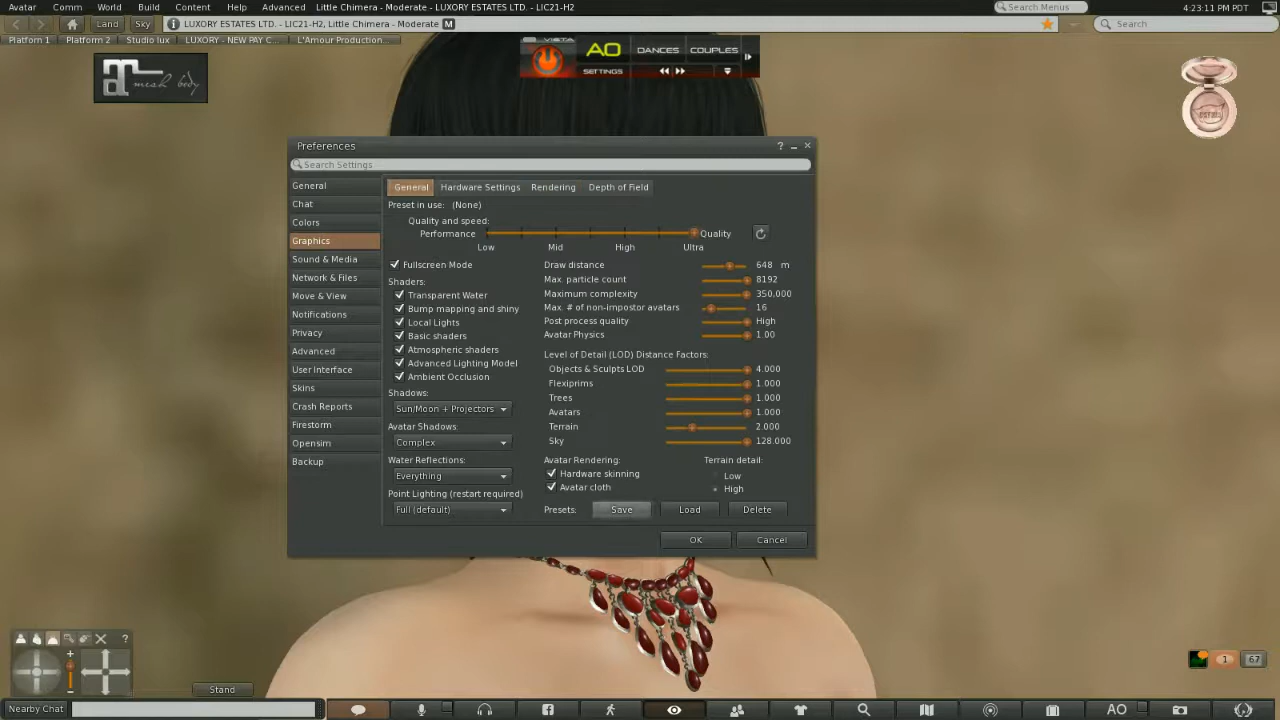 Avatar Comm World Build Content Help Advanced Little Chimera - Moderate - LUXORY ESTATES LTD. - LIC21-H2 Search Menus 4:23:11 PM PDT
Land Sky LUXORY ESTATES LTD. - LIC21-H2, Little Chimera - Moderate M Search
Platform 1 Platform 2 Studio lux LUXORY - NEW PAY C... L'Amour Production...
VISTA
AO DANCES COUPLES
SETTINGS
mesh body
Preferences
? _ ×
Search Settings
General
Chat
Colors
Graphics
Sound & Media
Network & Files
Move & View
Notifications
Privacy
Advanced
User Interface
Skins
Crash Reports
Firestorm
Opensim
Backup
General Hardware Settings Rendering Depth of Field
Preset in use: (None)
Quality and speed:
Performance Quality
Low Mid High Ultra
Fullscreen Mode
Shaders:
Transparent Water
Bump mapping and shiny
Local Lights
Basic shaders
Atmospheric shaders
Advanced Lighting Model
Ambient Occlusion
Shadows:
Sun/Moon + Projectors
Avatar Shadows:
Complex
Water Reflections:
Everything
Point Lighting (restart required)
Full (default)
Draw distance 648 m
Max. particle count 8192
Maximum complexity 350.000
Max. # of non-impostor avatars 16
Post process quality High
Avatar Physics 1.00
Level of Detail (LOD) Distance Factors:
Objects & Sculpts LOD 4.000
Flexiprims 1.000
Trees 1.000
Avatars 1.000
Terrain 2.000
Sky 128.000
Avatar Rendering:
Hardware skinning
Avatar cloth
Terrain detail:
Low
High
Presets: Save Load Delete
OK Cancel
?
+
Stand
1 67
Nearby Chat
AO